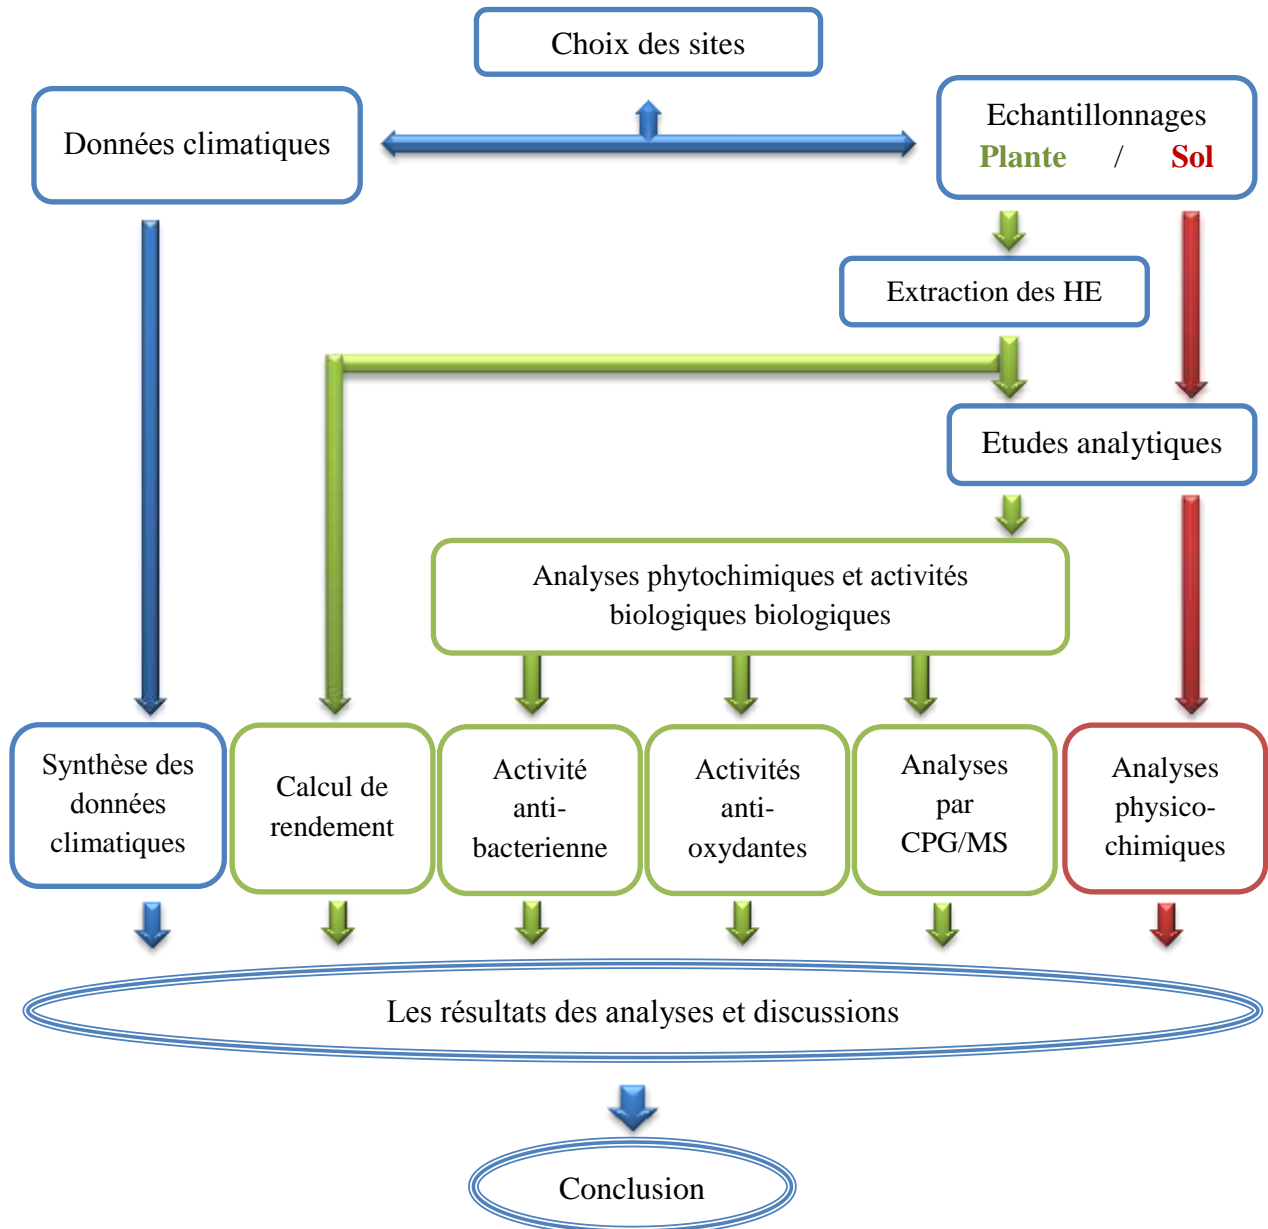 Choix des sites
Données climatiques
Echantillonnages
Plante / Sol
Extraction des HE
Etudes analytiques
Analyses phytochimiques et activités
biologiques biologiques
Synthèse des
données
climatiques
Calcul de
rendement
Activité
anti-
bacterienne
Activités
anti-
oxydantes
Analyses
par
CPG/MS
Analyses
physico-
chimiques
Les résultats des analyses et discussions
Conclusion